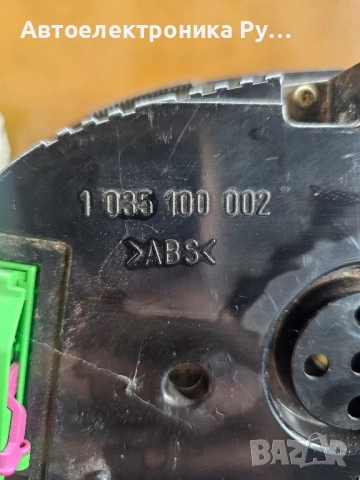 Автоелектроника Ру...
1 035 100 002
>ABS<
BAZAR